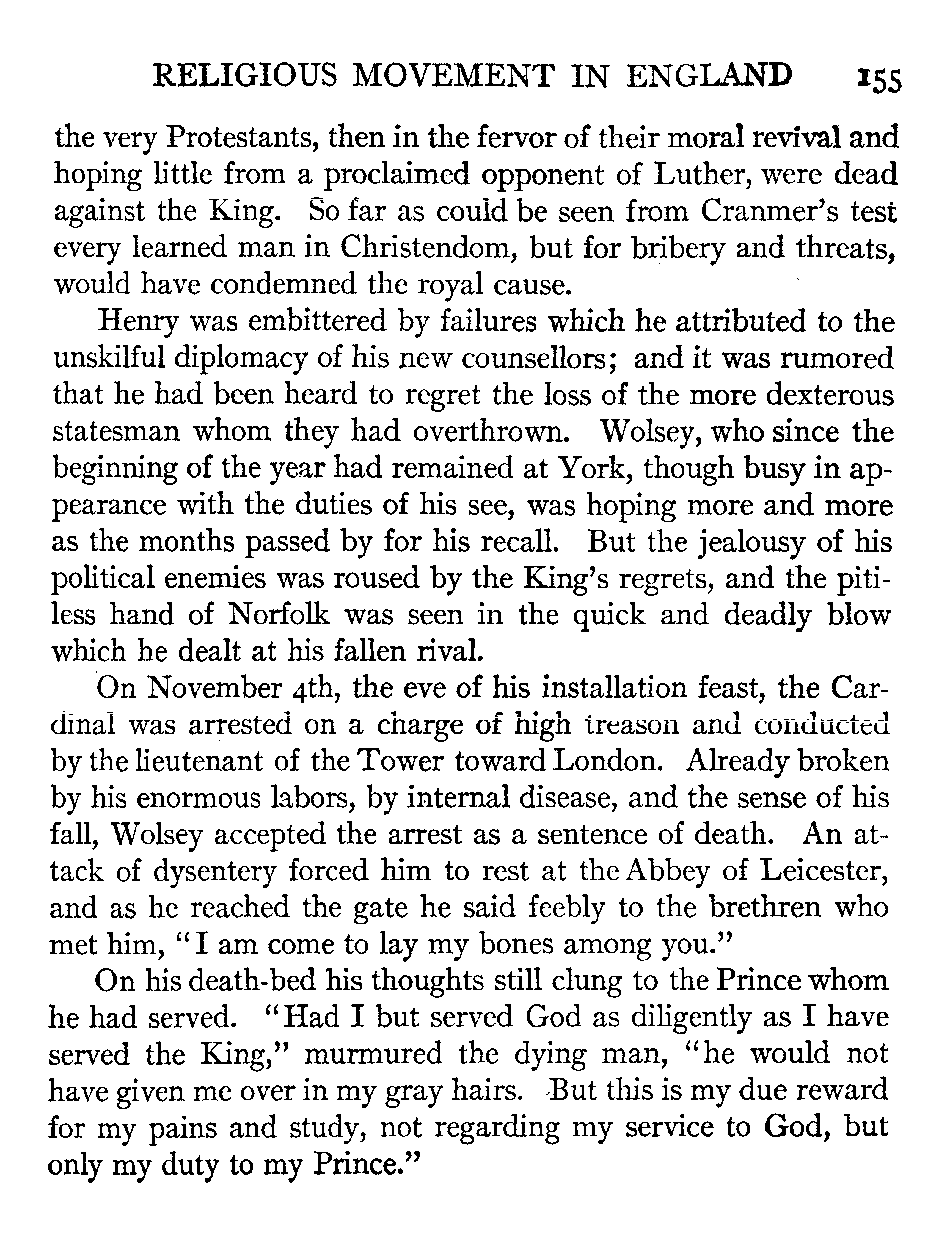 RELIGIOUS MOVEMENT IN ENGLAND 155
the very Protestants, then in the fervor of their moral revival and
hoping little from a proclaimed opponent of Luther, were dead
against the King. So far as could be seen from Cranmer's test
every learned man in Christendom, but for bribery and threats,
would have condemned the royal cause.
Henry was embittered by failures which he attributed to the
unskilful diplomacy of his new counsellors; and it was rumored
that he had been heard to regret the loss of the more dexterous
statesman whom they had overthrown. Wolsey, who since the
beginning of the year had remained at York, though busy in ap-
pearance with the duties of his see, was hoping more and more
as the months passed by for his recall. But the jealousy of his
political enemies was roused by the King's regrets, and the piti-
less hand of Norfolk was seen in the quick and deadly blow
which he dealt at his fallen rival.
On November 4th, the eve of his installation feast, the Car-
dinal was arrested on a charge of high treason and conducted
by the lieutenant of the Tower toward London. Already broken
by his enormous labors, by internal disease, and the sense of his
fall, Wolsey accepted the arrest as a sentence of death. An at-
tack of dysentery forced him to rest at the Abbey of Leicester,
and as he reached the gate he said feebly to the brethren who
met him, "I am come to lay my bones among you."
On his death-bed his thoughts still clung to the Prince whom
he had served. "Had I but served God as diligently as I have
served the King," murmured the dying man, "he would not
have given me over in my gray hairs. But this is my due reward
for my pains and study, not regarding my service to God, but
only my duty to my Prince."